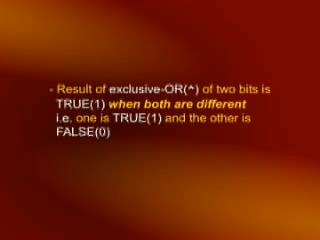 - Result of exclusive-OR(^) of two bits is
TRUE(1) when both are different
i.e. one is TRUE(1) and the other is
FALSE(0)